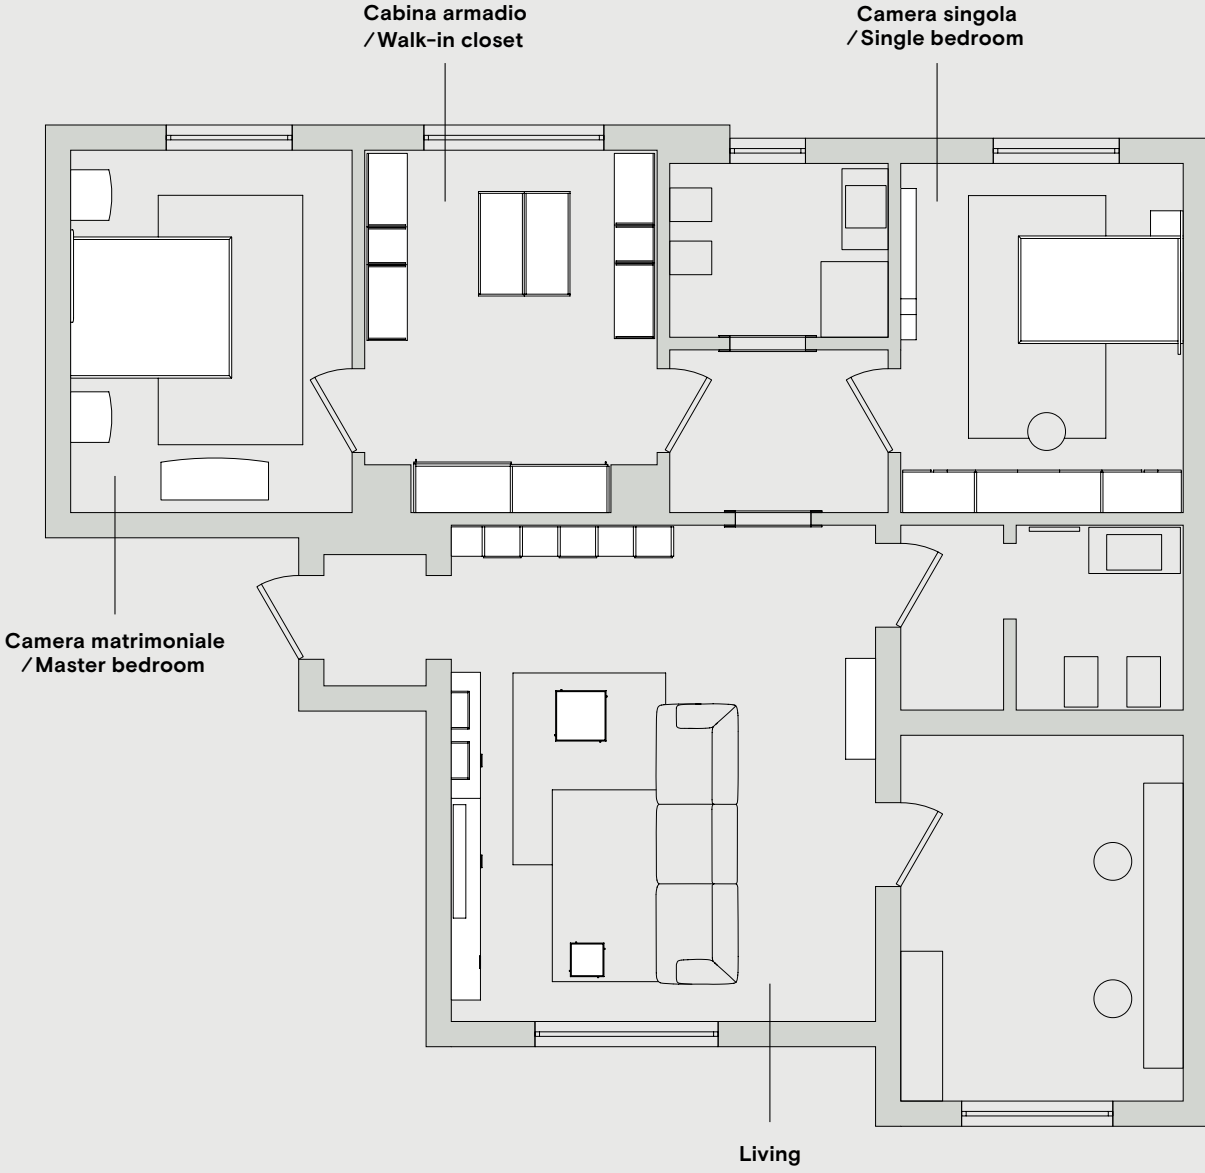 Cabina armadio
/Walk-in closet
Camera singola
/Single bedroom
Camera matrimoniale
/Master bedroom
Living